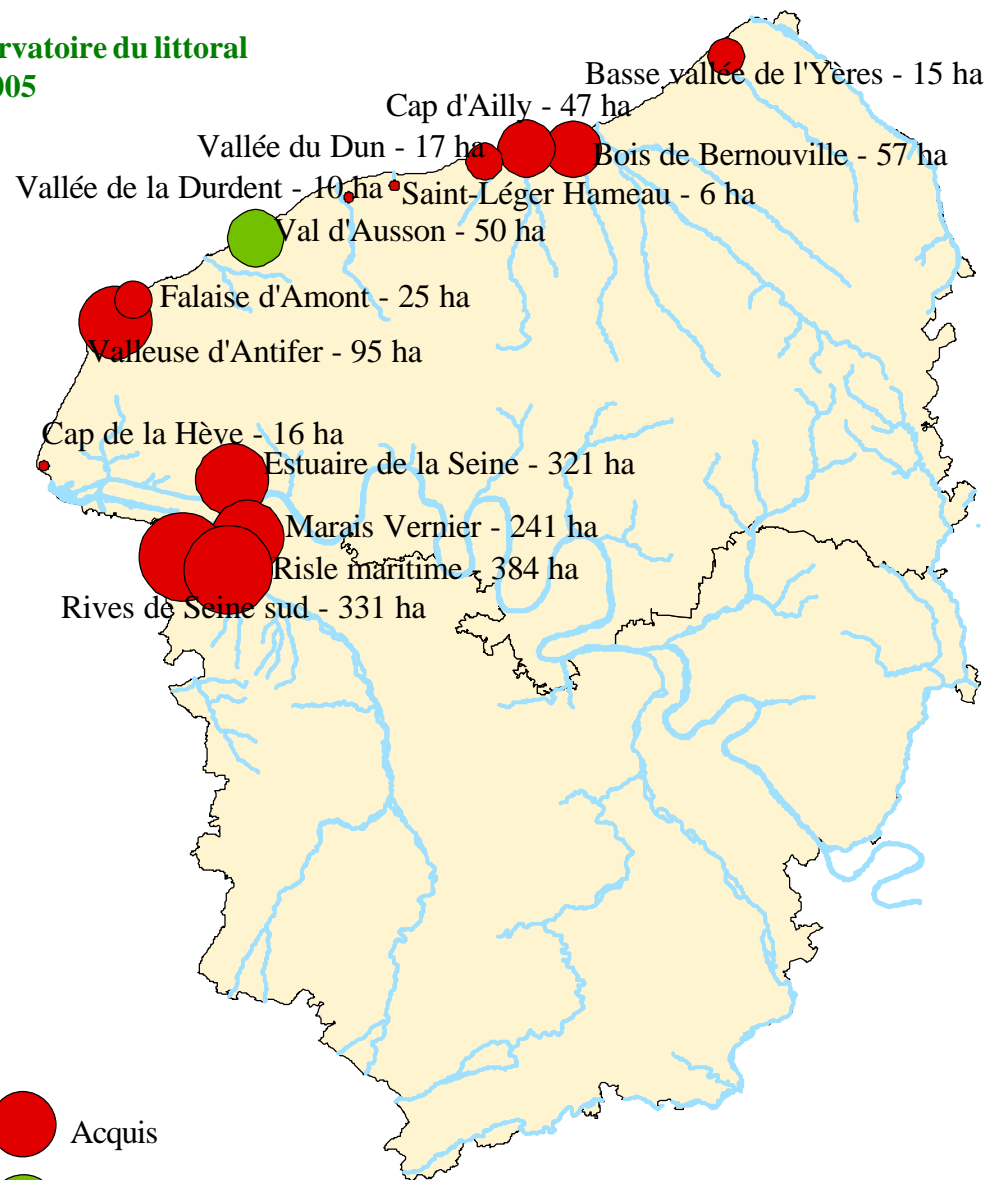 rvatoire du littoral
005
Basse vallée de l'Yères - 15 ha
Cap d'Ailly - 47 ha
Vallée du Dun - 17 ha
Bois de Bernouville - 57 ha
Vallée de la Durdent - 10 ha
Saint-Léger Hameau - 6 ha
Val d'Ausson - 50 ha
Falaise d'Amont - 25 ha
Valleuse d'Antifer - 95 ha
Cap de la Hève - 16 ha
Estuaire de la Seine - 321 ha
Marais Vernier - 241 ha
Risle maritime - 384 ha
Rives de Seine sud - 331 ha
Acquis